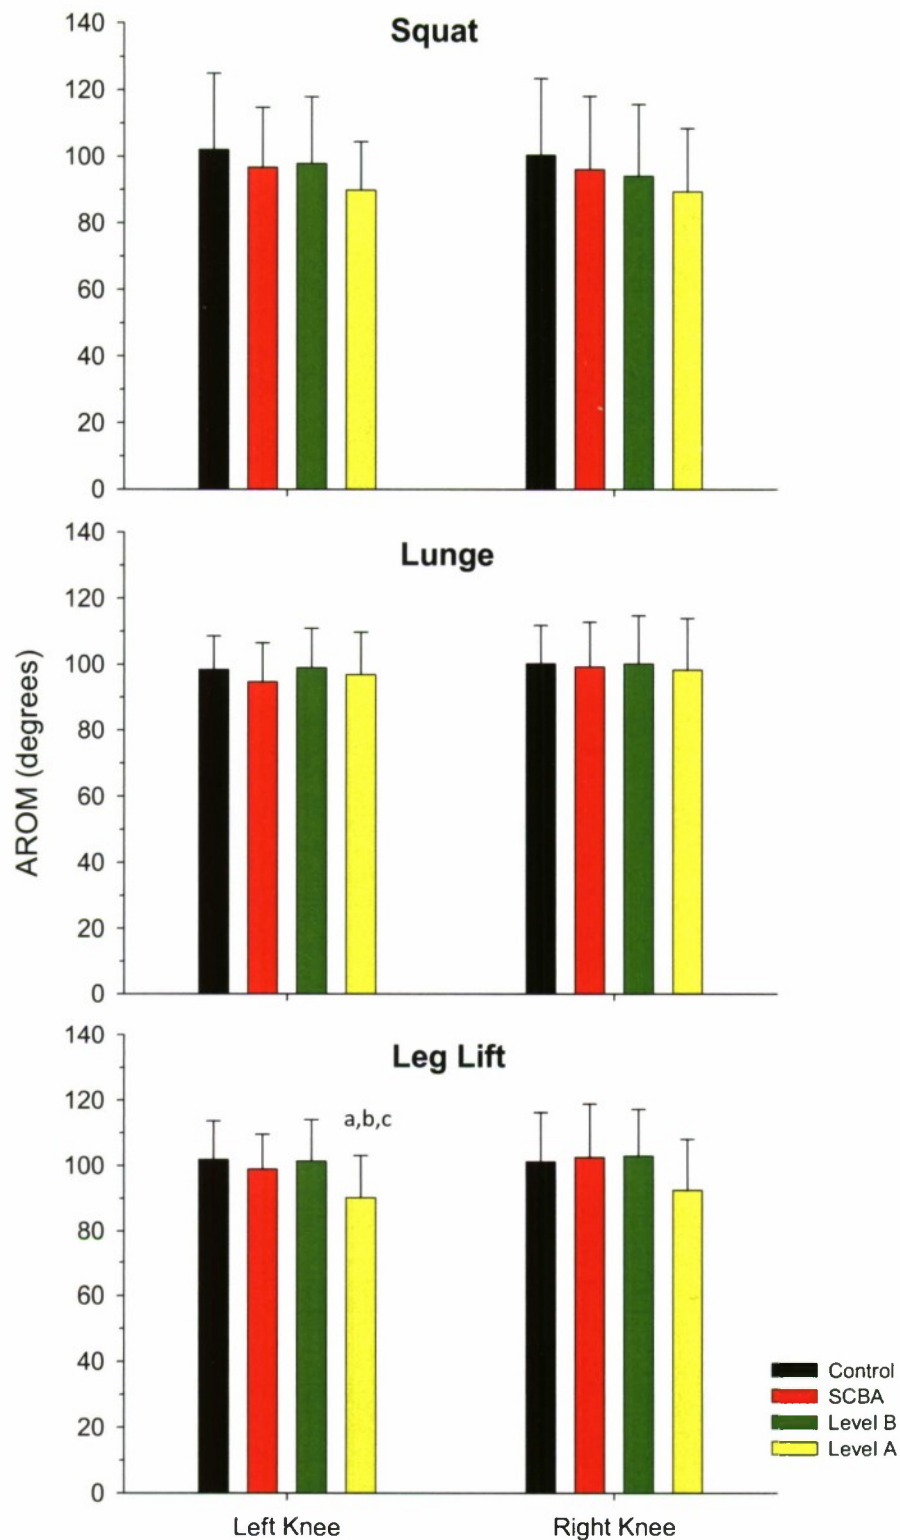 Squat
140
120
100
80
60
40
20
0
Lunge
140
120
100
80
60
40
20
0
AROM (degrees)
Leg Lift
140
120
a,b,c
100
80
60
40
20
0
Control
SCBA
Level B
Level A
Left Knee Right Knee